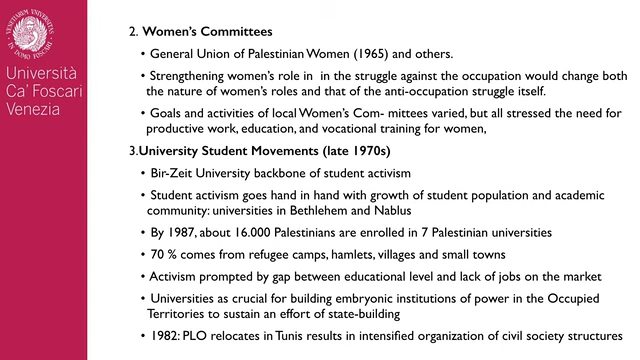 Università
Ca' Foscari
Venezia
2. Women's Committees
• General Union of Palestinian Women (1965) and others.
• Strengthening women's role in in the struggle against the occupation would change both
the nature of women's roles and that of the anti-occupation struggle itself.
• Goals and activities of local Women's Com- mittees varied, but all stressed the need for
productive work, education, and vocational training for women,
3.University Student Movements (late 1970s)
• Bir-Zeit University backbone of student activism
• Student activism goes hand in hand with growth of student population and academic
community: universities in Bethlehem and Nablus
• By 1987, about 16.000 Palestinians are enrolled in 7 Palestinian universities
• 70 % comes from refugee camps, hamlets, villages and small towns
• Activism prompted by gap between educational level and lack of jobs on the market
• Universities as crucial for building embryonic institutions of power in the Occupied
Territories to sustain an effort of state-building
• 1982: PLO relocates in Tunis results in intensified organization of civil society structures